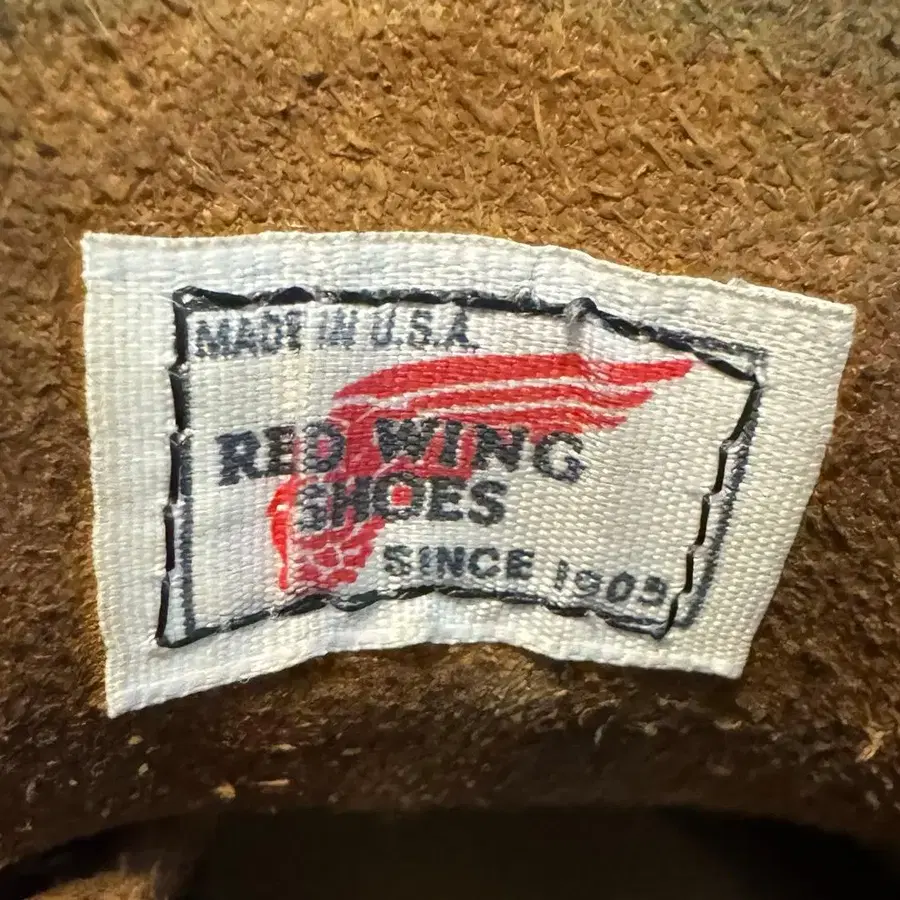 MADE IN U.S.A.
RED WING
SHOES
SINCE 1905